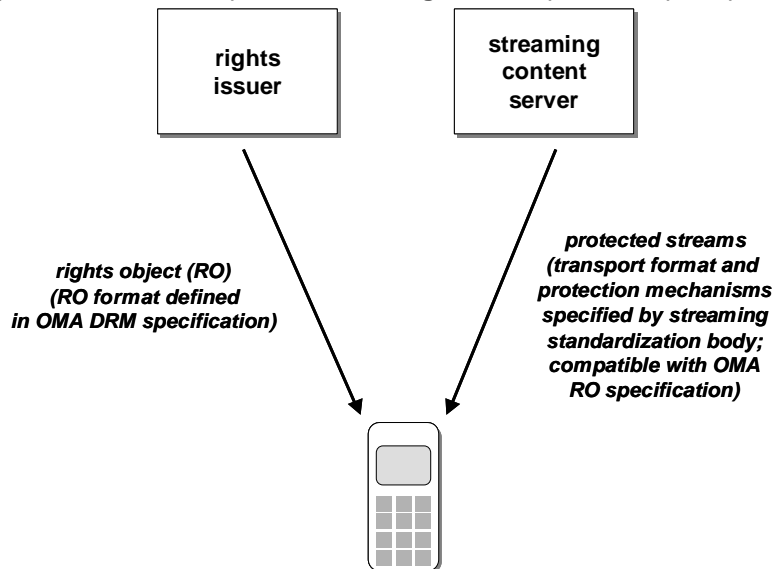 rights
issuer
streaming
content
server
rights object (RO)
(RO format defined
in OMA DRM specification)
protected streams
(transport format and
protection mechanisms
specified by streaming
standardization body;
compatible with OMA
RO specification)